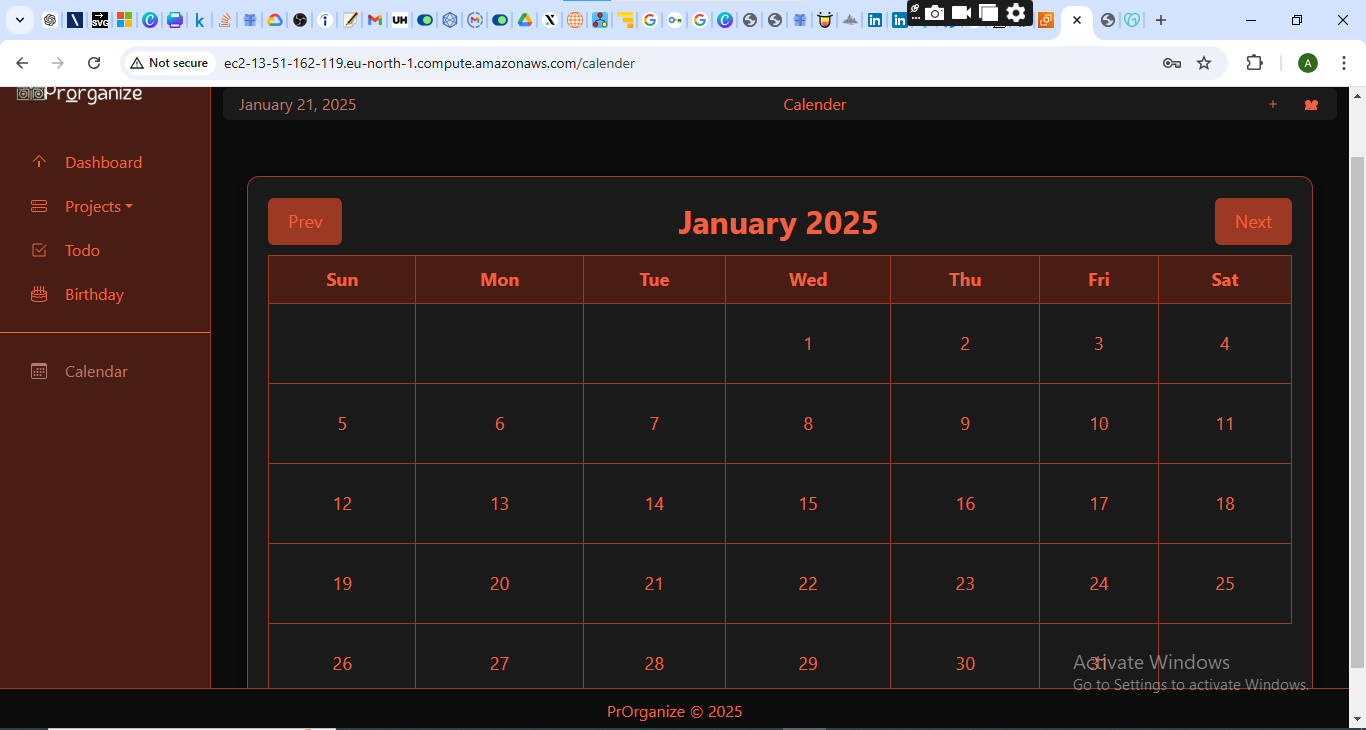 Not secure
ec2-13-51-162-119.eu-north-1.compute.amazonaws.com/calender
A
Prorganize
January 21, 2025
Calender
+
Dashboard
Projects
Todo
Birthday
Calendar
Prev
January 2025
Next
Sun Mon Tue Wed Thu Fri Sat
1 2 3 4
5 6 7 8 9 10 11
12 13 14 15 16 17 18
19 20 21 22 23 24 25
26 27 28 29 30 31
Activate Windows
Go to Settings to activate Windows.
PrOrganize © 2025